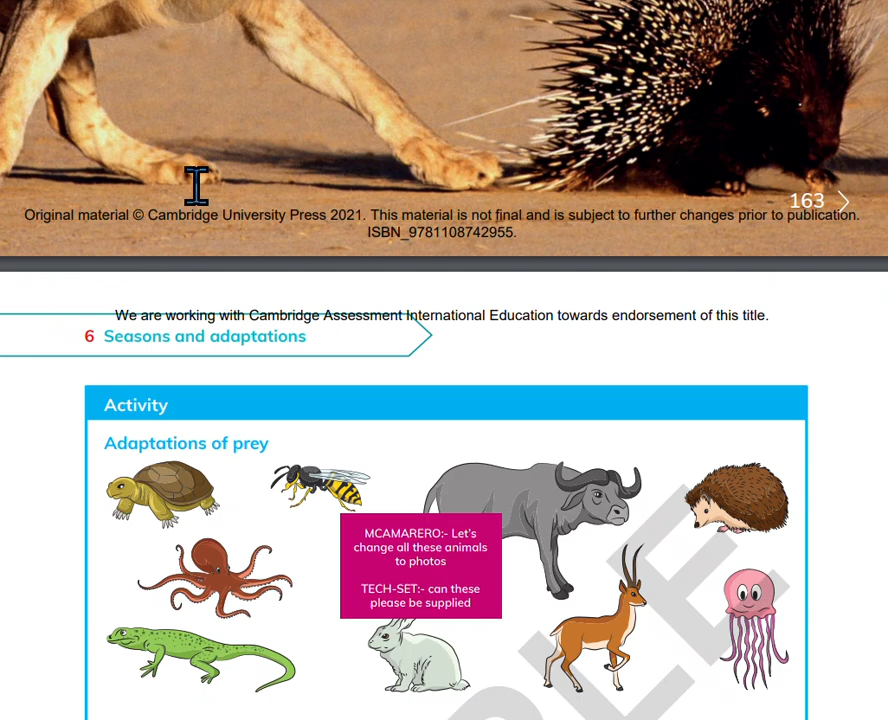 163
Original material © Cambridge University Press 2021. This material is not final and is subject to further changes prior to publication.
ISBN_9781108742955.
We are working with Cambridge Assessment International Education towards endorsement of this title.
6 Seasons and adaptations
Activity
Adaptations of prey
MCAMARERO:- Let's
change all these animals
to photos
TECH-SET:- can these
please be supplied